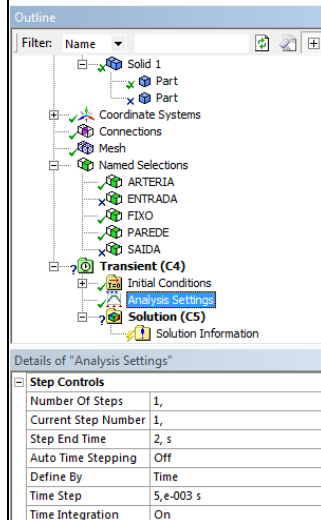 Outline
Filter: Name
Solid 1
Part
Part
Coordinate Systems
Connections
Mesh
Named Selections
ARTERIA
ENTRADA
FIXO
PAREDE
SAIDA
Transient (C4)
Initial Conditions
Analysis Settings
Solution (C5)
Solution Information
Details of "Analysis Settings"
Step Controls
Number Of Steps 1,
Current Step Number 1,
Step End Time 2, s
Auto Time Stepping Off
Define By Time
Time Step 5,e-003 s
Time Integration On